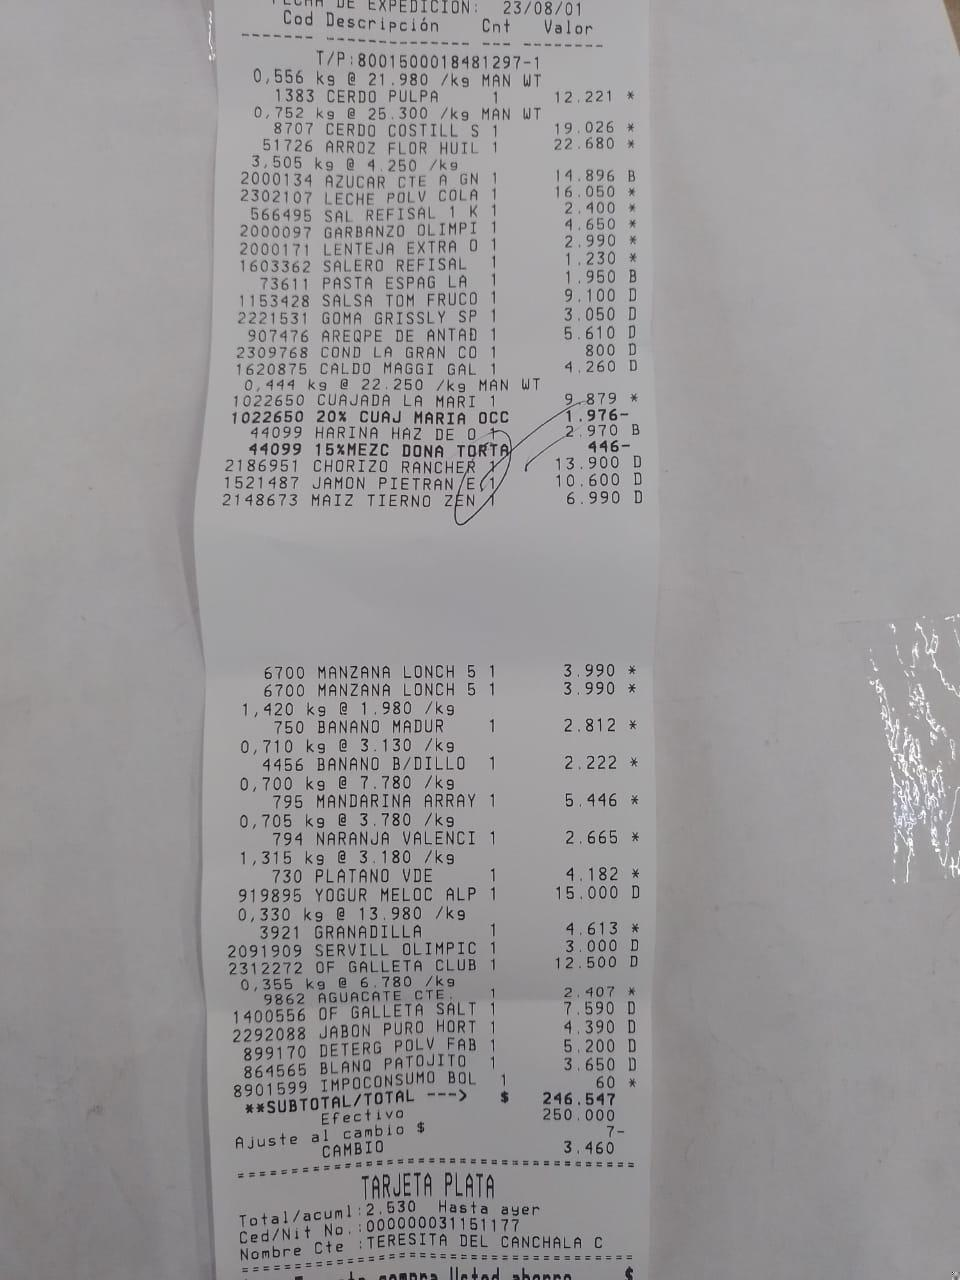 FECHA DE EXPEDICION: 23/08/01
Cod Descripción Cnt Valor
T/P:8001500018481297-1
0,556 kg @ 21.980 /kg MAN WT
1383 CERDO PULPA 1 12.221 *
0,752 kg @ 25.300 /kg MAN WT
8707 CERDO COSTILL S 1 19.026 *
51726 ARROZ FLOR HUIL 1 22.680 *
3,505 kg @ 4.250 /kg
2000134 AZUCAR CTE A GN 1 14.896 B
2302107 LECHE POLV COLA 1 16.050 *
566495 SAL REFISAL 1 K 1 2.400 *
2000097 GARBANZO OLIMPI 1 4.650 *
2000171 LENTEJA EXTRA O 1 2.990 *
1603362 SALERO REFISAL 1 1.230 *
73611 PASTA ESPAG LA 1 1.950 B
1153428 SALSA TOM FRUCO 1 9.100 D
2221531 GOMA GRISSLY SP 1 3.050 D
907476 AREQPE DE ANTAÐ 1 5.610 D
2309768 COND LA GRAN CO 1 800 D
1620875 CALDO MAGGI GAL 1 4.260 D
0,444 kg @ 22.250 /kg MAN WT
1022650 CUAJADA LA MARI 1 9.879 *
1022650 20% CUAJ MARIA OCC 1.976-
44099 HARINA HAZ DE O 1 2.970 B
44099 15%MEZC DONA TORTA 446-
2186951 CHORIZO RANCHER 1 13.900 D
1521487 JAMON PIETRAN E 1 10.600 D
2148673 MAIZ TIERNO ZEN 1 6.990 D
6700 MANZANA LONCH 5 1 3.990 *
6700 MANZANA LONCH 5 1 3.990 *
1,420 kg @ 1.980 /kg
750 BANANO MADUR 1 2.812 *
0,710 kg @ 3.130 /kg
4456 BANANO B/DILLO 1 2.222 *
0,700 kg @ 7.780 /kg
795 MANDARINA ARRAY 1 5.446 *
0,705 kg @ 3.780 /kg
794 NARANJA VALENCI 1 2.665 *
1,315 kg @ 3.180 /kg
730 PLATANO VDE 1 4.182 *
919895 YOGUR MELOC ALP 1 15.000 D
0,330 kg @ 13.980 /kg
3921 GRANADILLA 1 4.613 *
2091909 SERVILL OLIMPIC 1 3.000 D
2312272 OF GALLETA CLUB 1 12.500 D
0,355 kg @ 6.780 /kg
9862 AGUACATE CTE. 1 2.407 *
1400556 OF GALLETA SALT 1 7.590 D
2292088 JABON PURO HORT 1 4.390 D
899170 DETERG POLV FAB 1 5.200 D
864565 BLANQ PATOJITO 1 3.650 D
8901599 IMPOCONSUMO BOL 1 60 *
**SUBTOTAL/TOTAL ---> $ 246.547
Efectivo 250.000
Ajuste al cambio $ 7-
CAMBIO 3.460
TARJETA PLATA
Total/acuml:2.530 Hasta ayer
Ced/Nit No.:000000031151177
Nombre Cte :TERESITA DEL CANCHALA C
compra Usted ahorro $